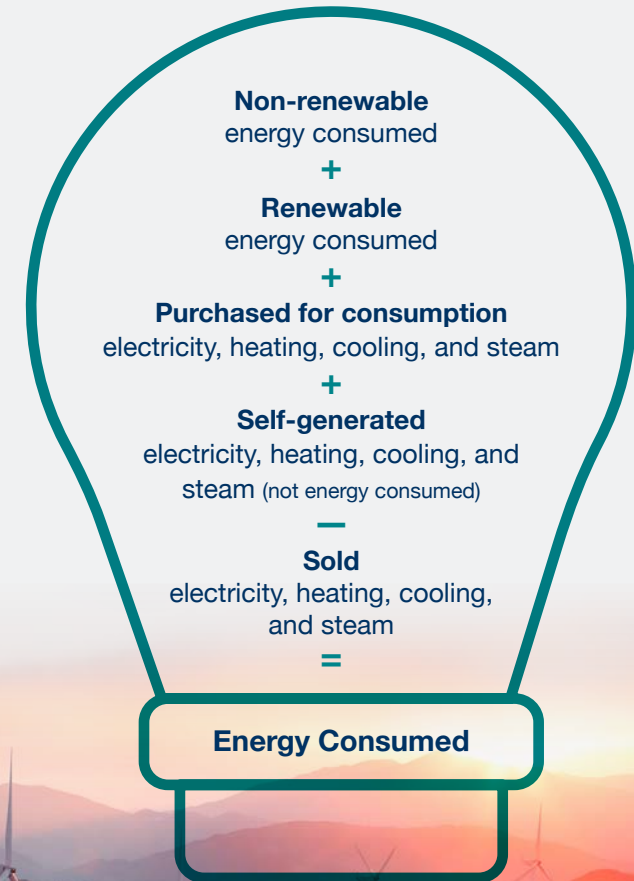 Non-renewable
energy consumed
+
Renewable
energy consumed
+
Purchased for consumption
electricity, heating, cooling, and steam
+
Self-generated
electricity, heating, cooling, and
steam (not energy consumed)
—
Sold
electricity, heating, cooling,
and steam
=
Energy Consumed